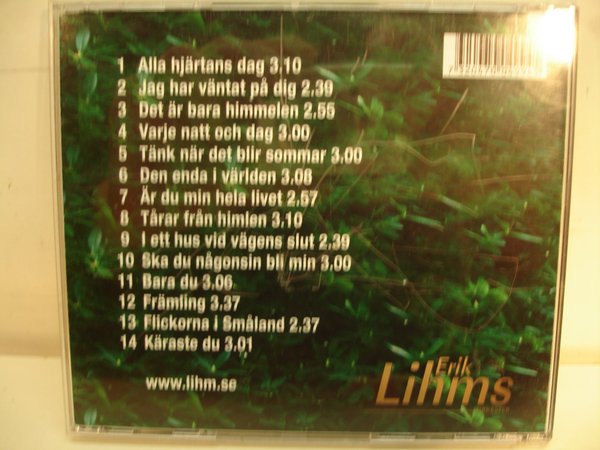 1 Alla hjärtans dag 3.10
2 Jag har väntat på dig 2.39
3 Det är bara himmelen 2.55
4 Varje natt och dag 3.00
5 Tänk när det blir sommar 3.00
6 Den enda i världen 3.08
7 Är du min hela livet 2.57
8 Tårar från himlen 3.10
9 I ett hus vid vägens slut 2.39
10 Ska du någonsin bli min 3.00
11 Bara du 3.06
12 Främling 3.37
13 Flickorna i Småland 2.37
14 Käraste du 3.01
www.lihm.se
Erik
Lihms